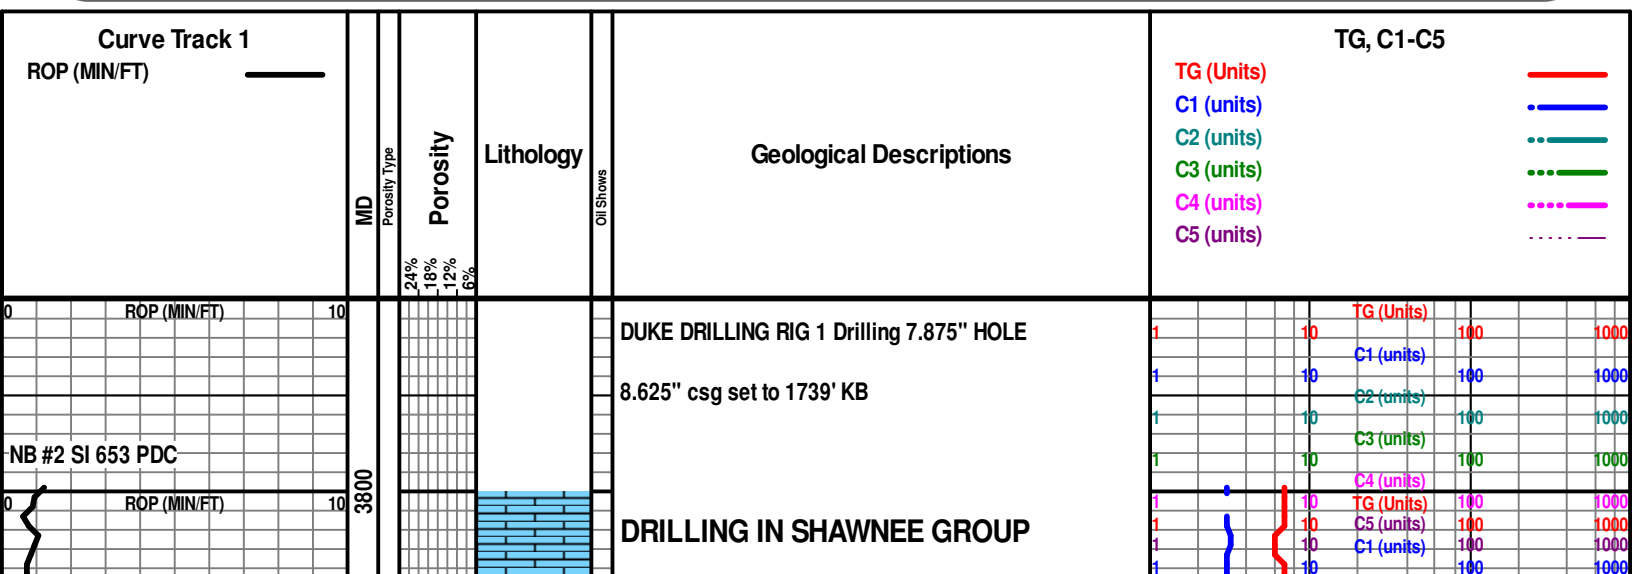 Curve Track 1
ROP (MIN/FT)
MD
Porosity Type
Porosity
24%
18%
12%
6%
Lithology
Oil Shows
Geological Descriptions
TG, C1-C5
TG (Units)
C1 (units)
C2 (units)
C3 (units)
C4 (units)
C5 (units)
0 ROP (MIN/FT) 10
NB #2 SI 653 PDC
0 ROP (MIN/FT) 10
3800
DUKE DRILLING RIG 1 Drilling 7.875" HOLE
8.625" csg set to 1739' KB
DRILLING IN SHAWNEE GROUP
TG (Units)
1 10 100 1000
C1 (units)
1 10 100 1000
C2 (units)
1 10 100 1000
C3 (units)
1 10 100 1000
C4 (units)
1 10 100 1000
TG (Units)
1 10 100 1000
C5 (units)
1 10 100 1000
C1 (units)
1 10 100 1000